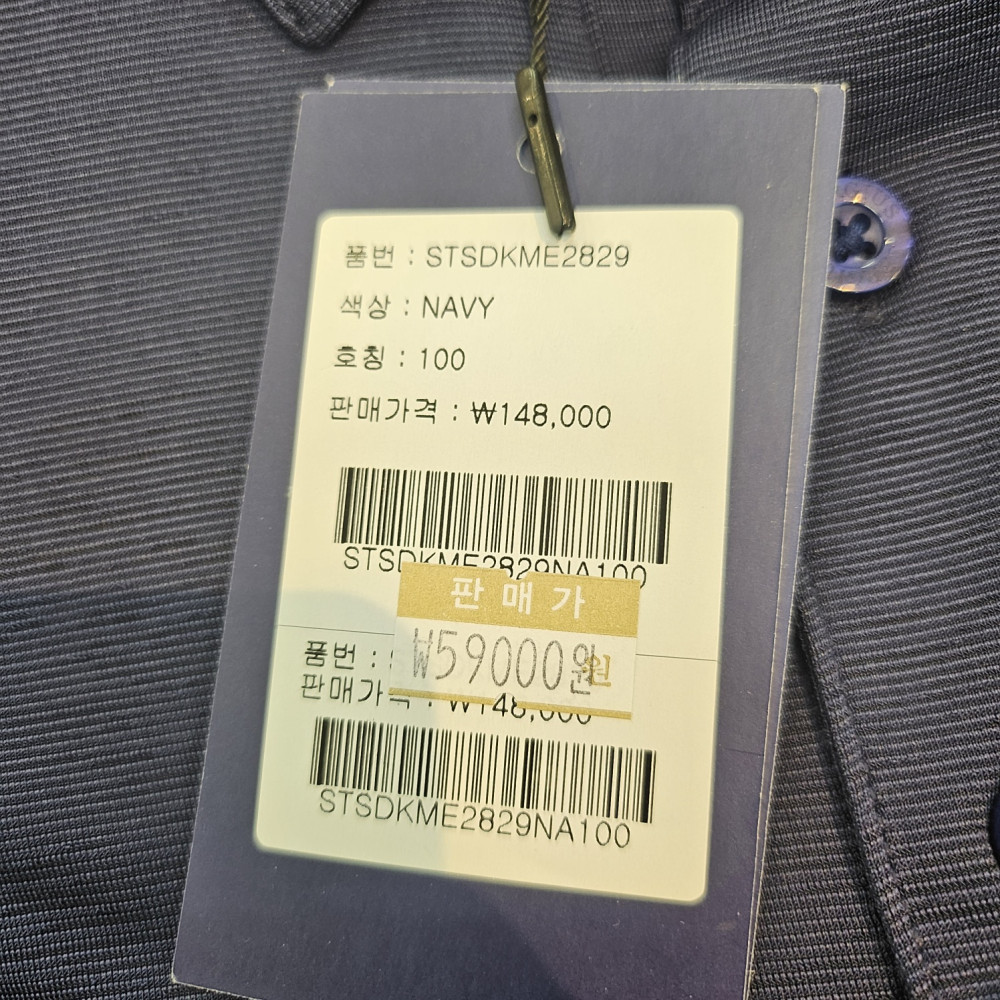 품번 : STSDKME2829
색상 : NAVY
호칭 : 100
판매가격 : ₩148,000
STSDKME2829NA100
판매가
₩59000원
품번 :
판매가격 : ₩148,000
STSDKME2829NA100